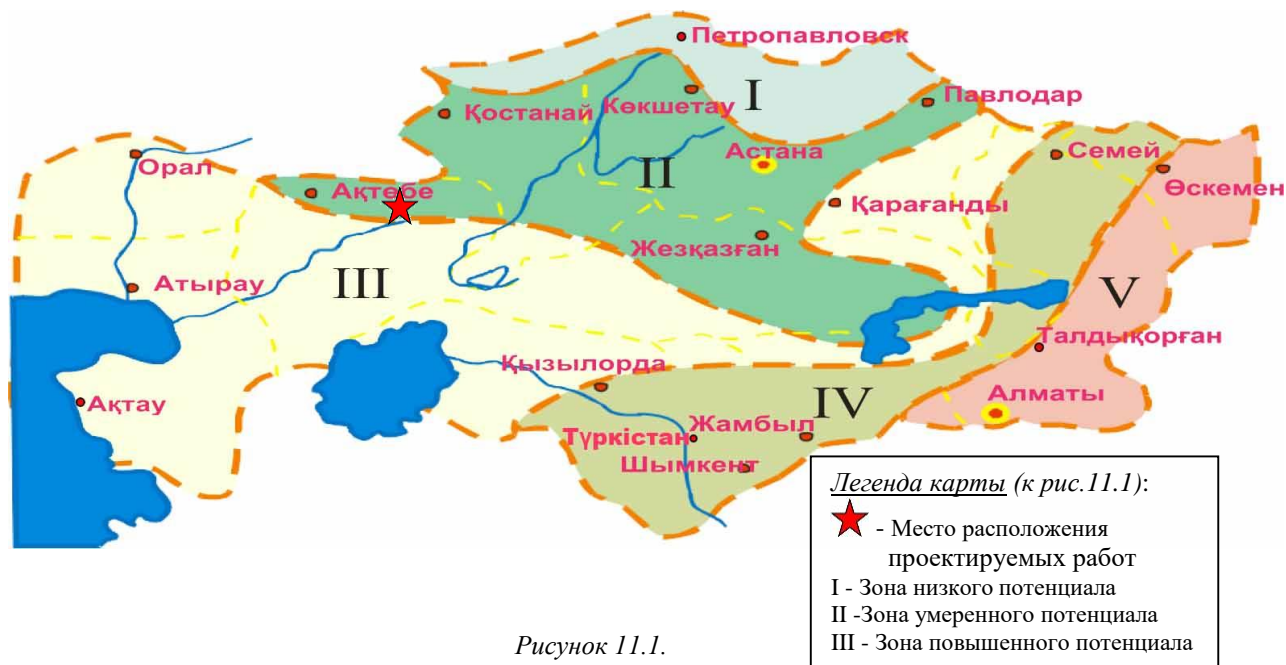 Петропавловск
I
Көкшетау
Павлодар
Қостанай
Орал
Астана
Семей
II
Өскемен
Ақтөбе
Қарағанды
Жезқазған
Атырау
III
V
Талдықорған
Қызылорда
IV
Ақтау
Алматы
Жамбыл
Түркістан
Шымкент
Легенда карты (к рис.11.1):
- Место расположения
проектируемых работ
I - Зона низкого потенциала
II -Зона умеренного потенциала
III - Зона повышенного потенциала
Рисунок 11.1.